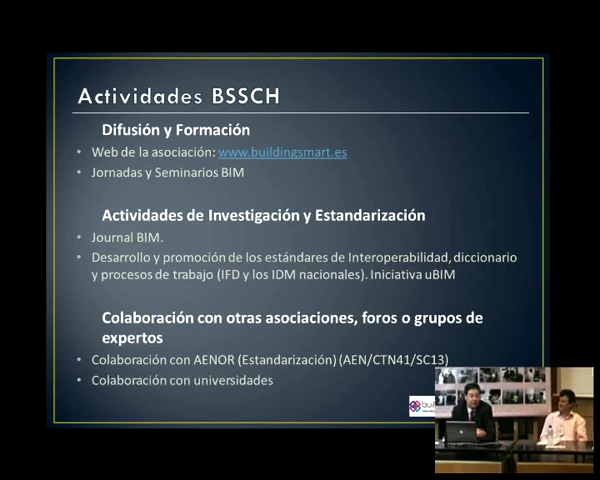 Actividades BSSCH
Difusión y Formación
• Web de la asociación: www.buildingsmart.es
• Jornadas y Seminarios BIM
Actividades de Investigación y Estandarización
• Journal BIM.
• Desarrollo y promoción de los estándares de Interoperabilidad, diccionario
y procesos de trabajo (IFD y los IDM nacionales). Iniciativa uBIM
Colaboración con otras asociaciones, foros o grupos de
expertos
• Colaboración con AENOR (Estandarización) (AEN/CTN41/SC13)
• Colaboración con universidades